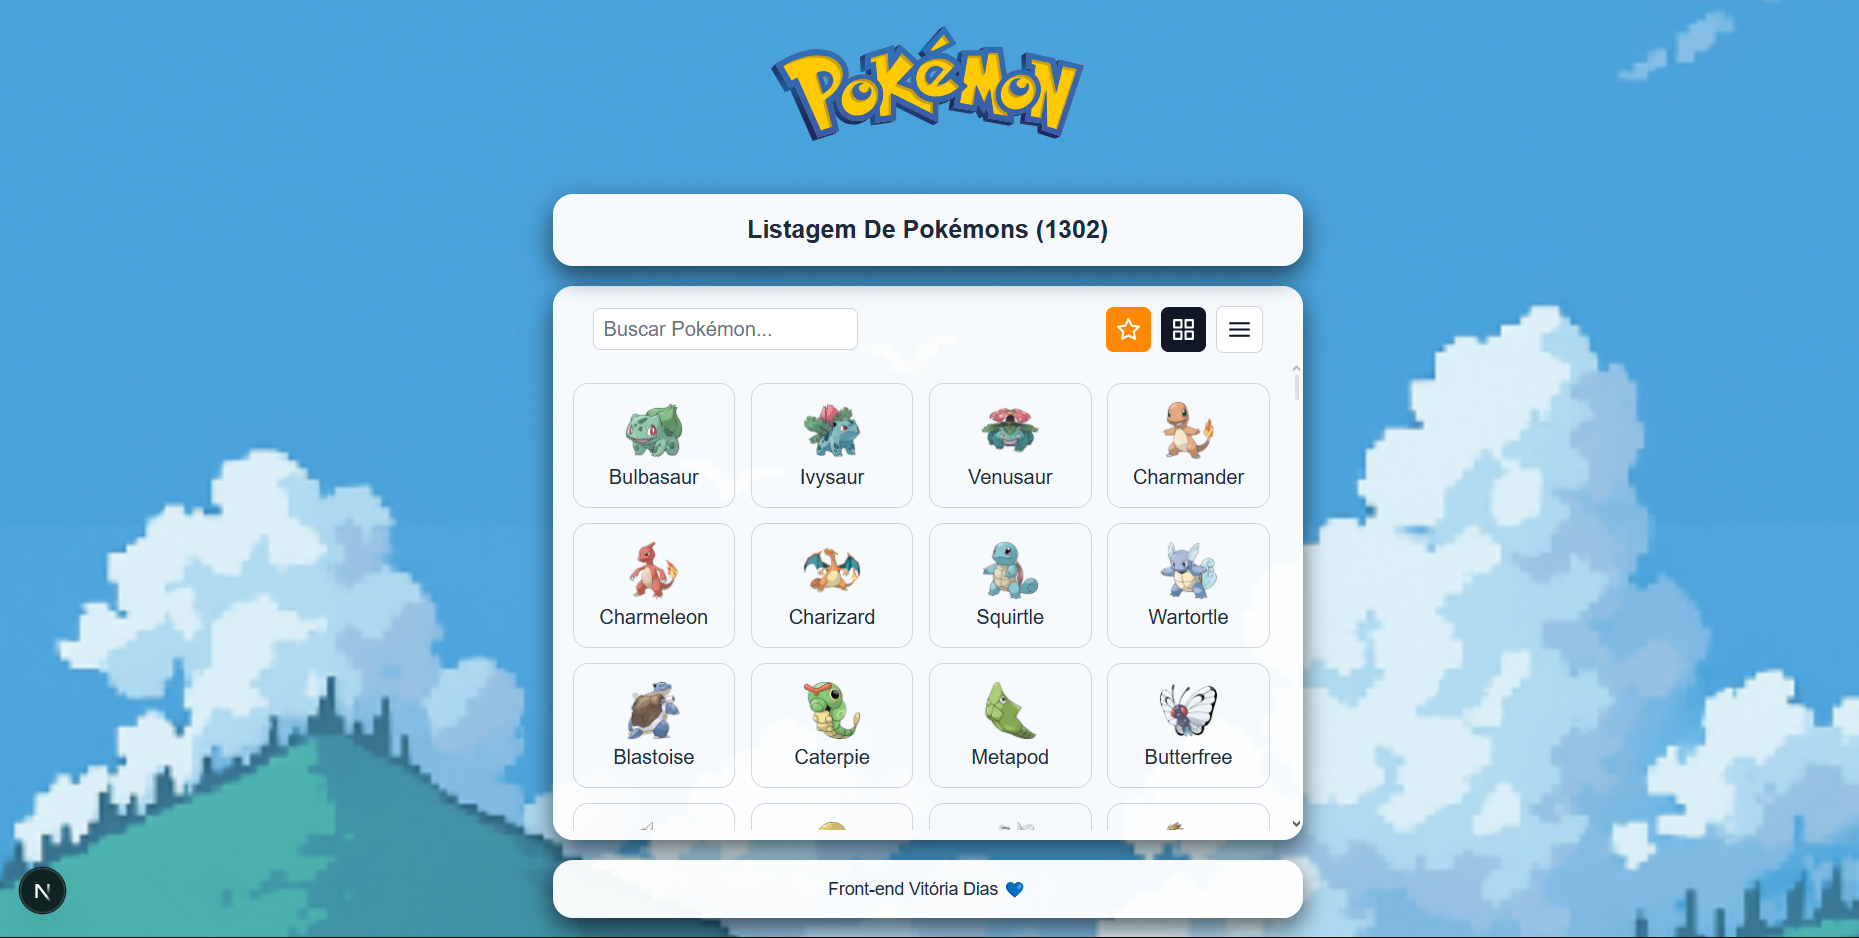 Pokémon
Listagem De Pokémons (1302)
Buscar Pokémon...
Bulbasaur
Ivysaur
Venusaur
Charmander
Charmeleon
Charizard
Squirtle
Wartortle
Blastoise
Caterpie
Metapod
Butterfree
N
Front-end Vitória Dias 💙